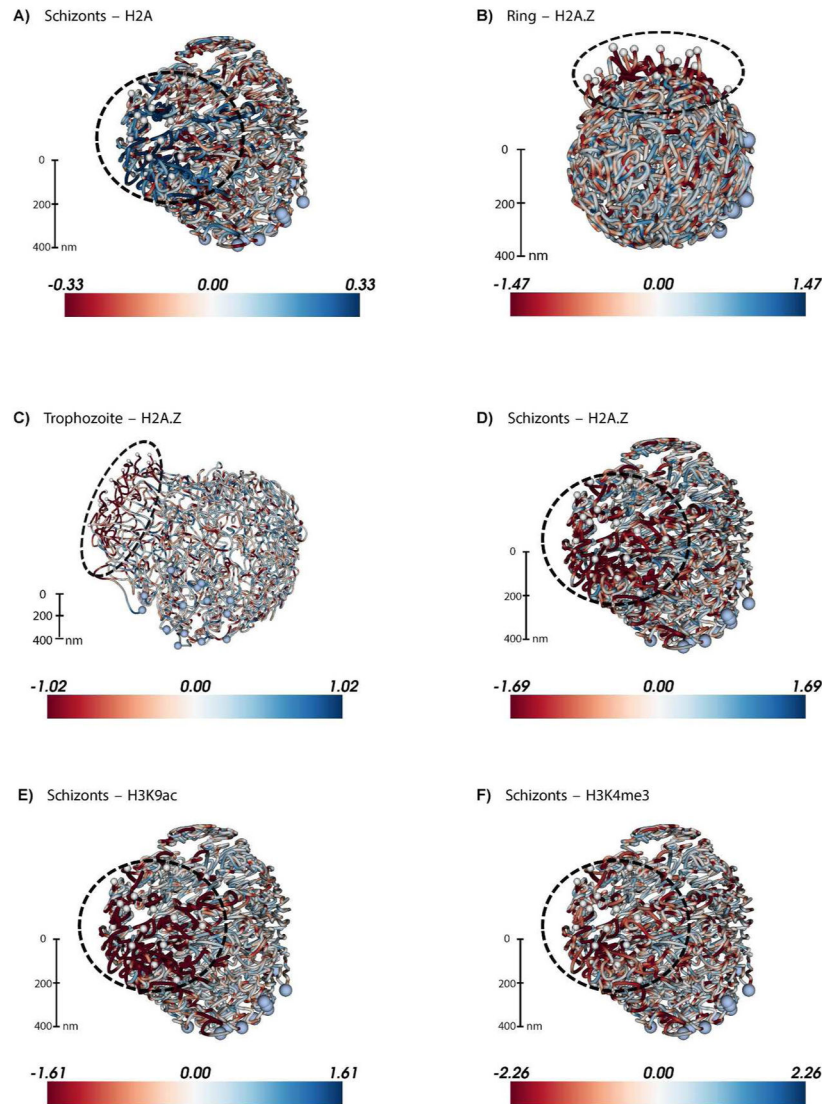 A) Schizonts – H2A
0
200
400 nm
-0.33 0.00 0.33
B) Ring – H2A.Z
0
200
400 nm
-1.47 0.00 1.47
C) Trophozoite – H2A.Z
0
200
400 nm
-1.02 0.00 1.02
D) Schizonts – H2A.Z
0
200
400 nm
-1.69 0.00 1.69
E) Schizonts – H3K9ac
0
200
400 nm
-1.61 0.00 1.61
F) Schizonts – H3K4me3
0
200
400 nm
-2.26 0.00 2.26